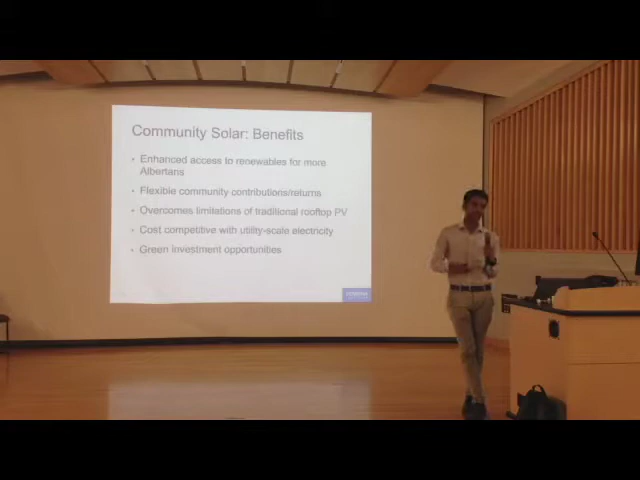 Community Solar: Benefits
• Enhanced access to renewables for more
Albertans
• Flexible community contributions/returns
• Overcomes limitations of traditional rooftop PV
• Cost competitive with utility-scale electricity
• Green investment opportunities